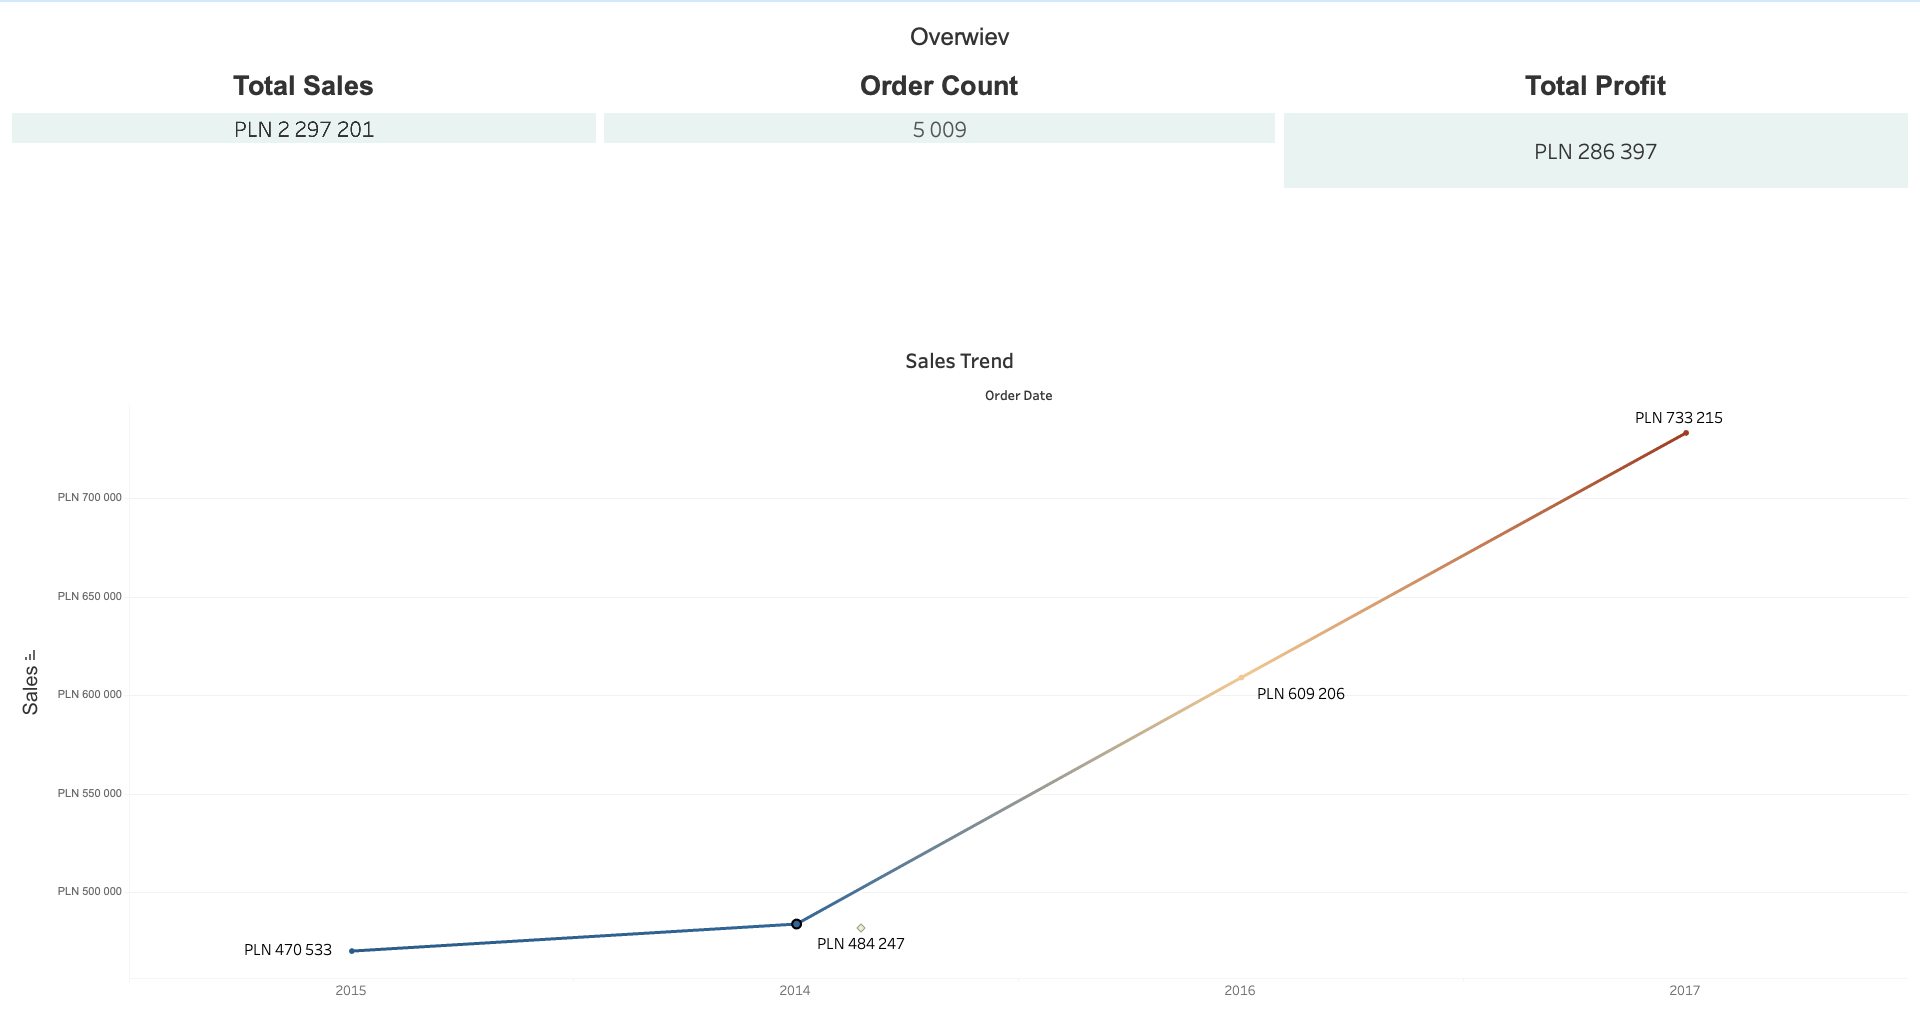 Overwiev
Total Sales
Order Count
Total Profit
PLN 2 297 201
5 009
PLN 286 397
Sales Trend
Order Date
PLN 733 215
PLN 700 000
PLN 650 000
Sales
PLN 600 000
PLN 609 206
PLN 550 000
PLN 500 000
PLN 470 533
PLN 484 247
2015
2014
2016
2017